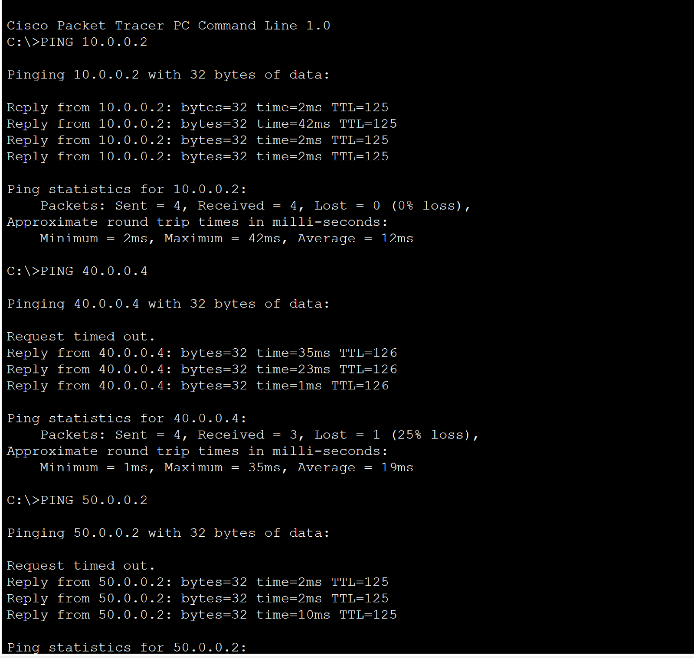 Cisco Packet Tracer PC Command Line 1.0
C:\>PING 10.0.0.2
Pinging 10.0.0.2 with 32 bytes of data:
Reply from 10.0.0.2: bytes=32 time=2ms TTL=125
Reply from 10.0.0.2: bytes=32 time=42ms TTL=125
Reply from 10.0.0.2: bytes=32 time=2ms TTL=125
Reply from 10.0.0.2: bytes=32 time=2ms TTL=125
Ping statistics for 10.0.0.2:
    Packets: Sent = 4, Received = 4, Lost = 0 (0% loss),
Approximate round trip times in milli-seconds:
    Minimum = 2ms, Maximum = 42ms, Average = 12ms
C:\>PING 40.0.0.4
Pinging 40.0.0.4 with 32 bytes of data:
Request timed out.
Reply from 40.0.0.4: bytes=32 time=35ms TTL=126
Reply from 40.0.0.4: bytes=32 time=23ms TTL=126
Reply from 40.0.0.4: bytes=32 time=1ms TTL=126
Ping statistics for 40.0.0.4:
    Packets: Sent = 4, Received = 3, Lost = 1 (25% loss),
Approximate round trip times in milli-seconds:
    Minimum = 1ms, Maximum = 35ms, Average = 19ms
C:\>PING 50.0.0.2
Pinging 50.0.0.2 with 32 bytes of data:
Request timed out.
Reply from 50.0.0.2: bytes=32 time=2ms TTL=125
Reply from 50.0.0.2: bytes=32 time=2ms TTL=125
Reply from 50.0.0.2: bytes=32 time=10ms TTL=125
Ping statistics for 50.0.0.2: